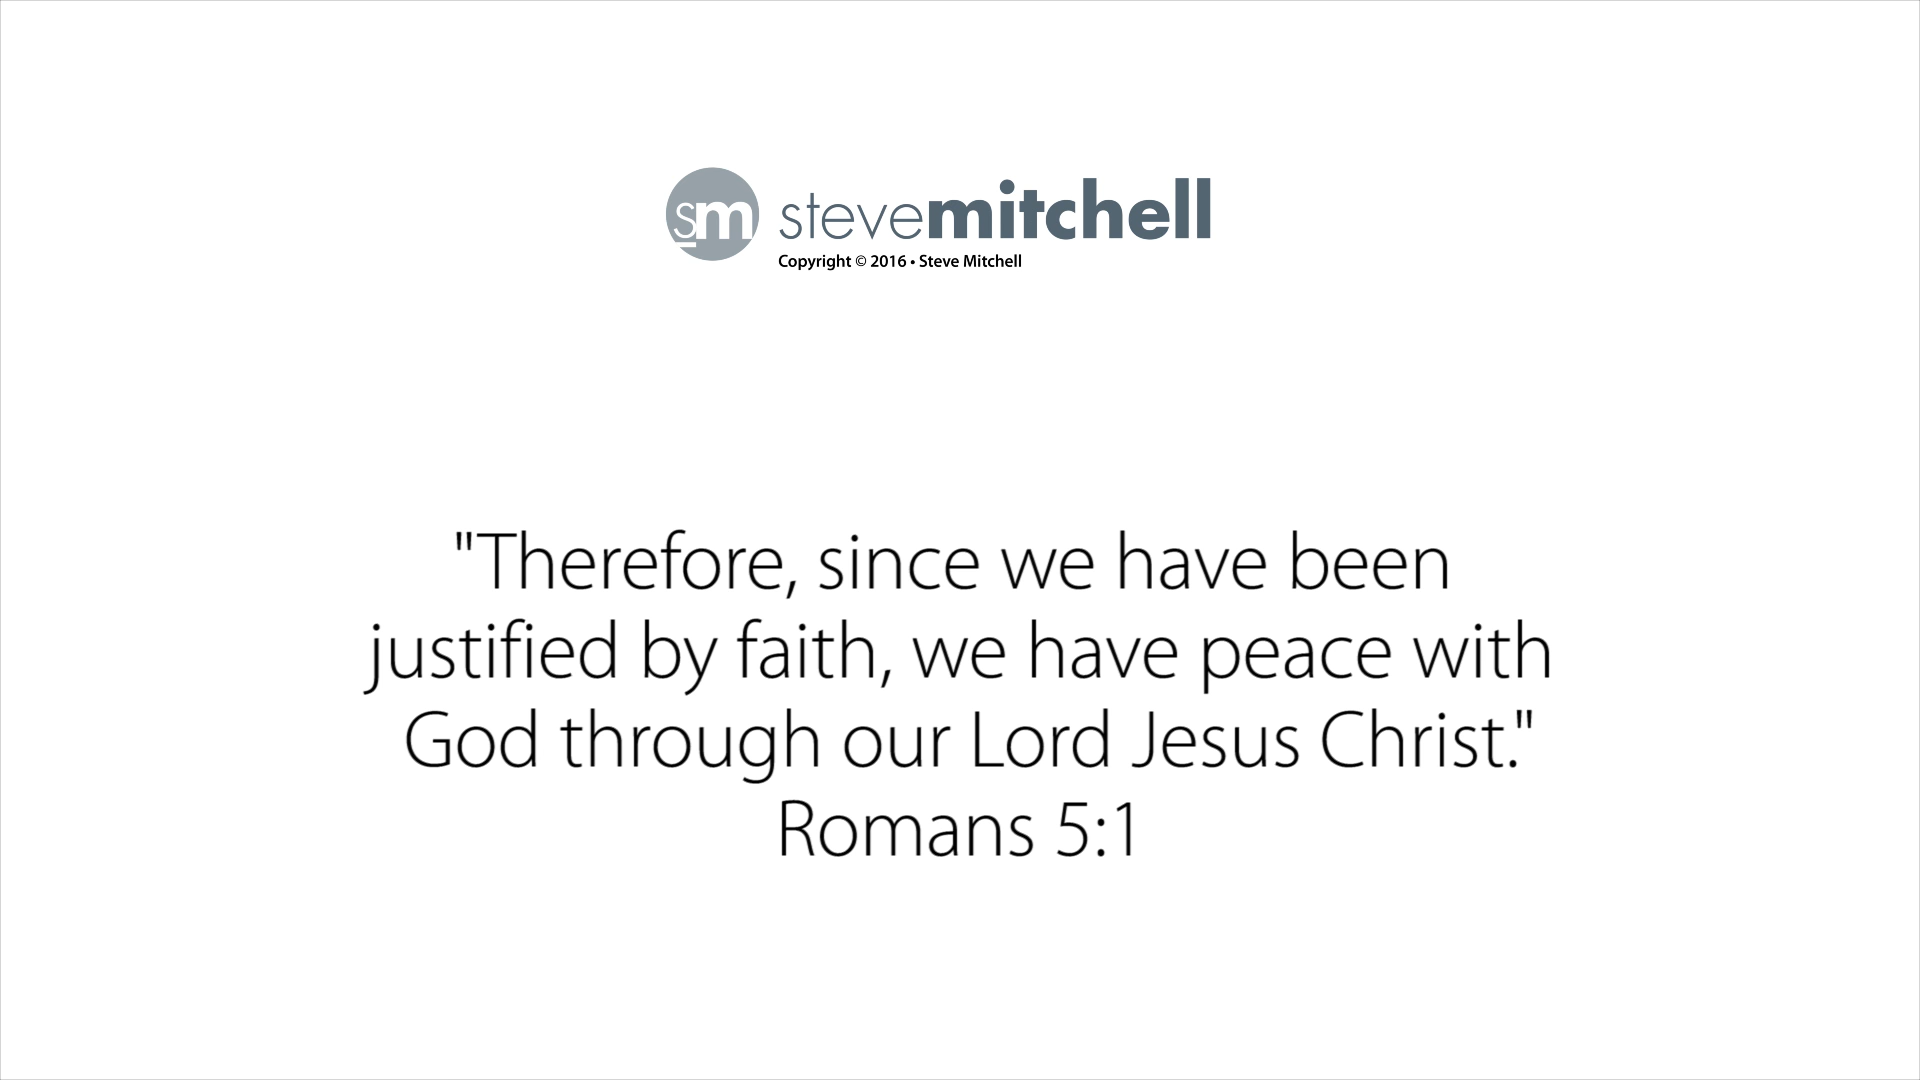 sm stevemitchell
Copyright © 2016 • Steve Mitchell
"Therefore, since we have been
justified by faith, we have peace with
God through our Lord Jesus Christ."
Romans 5:1